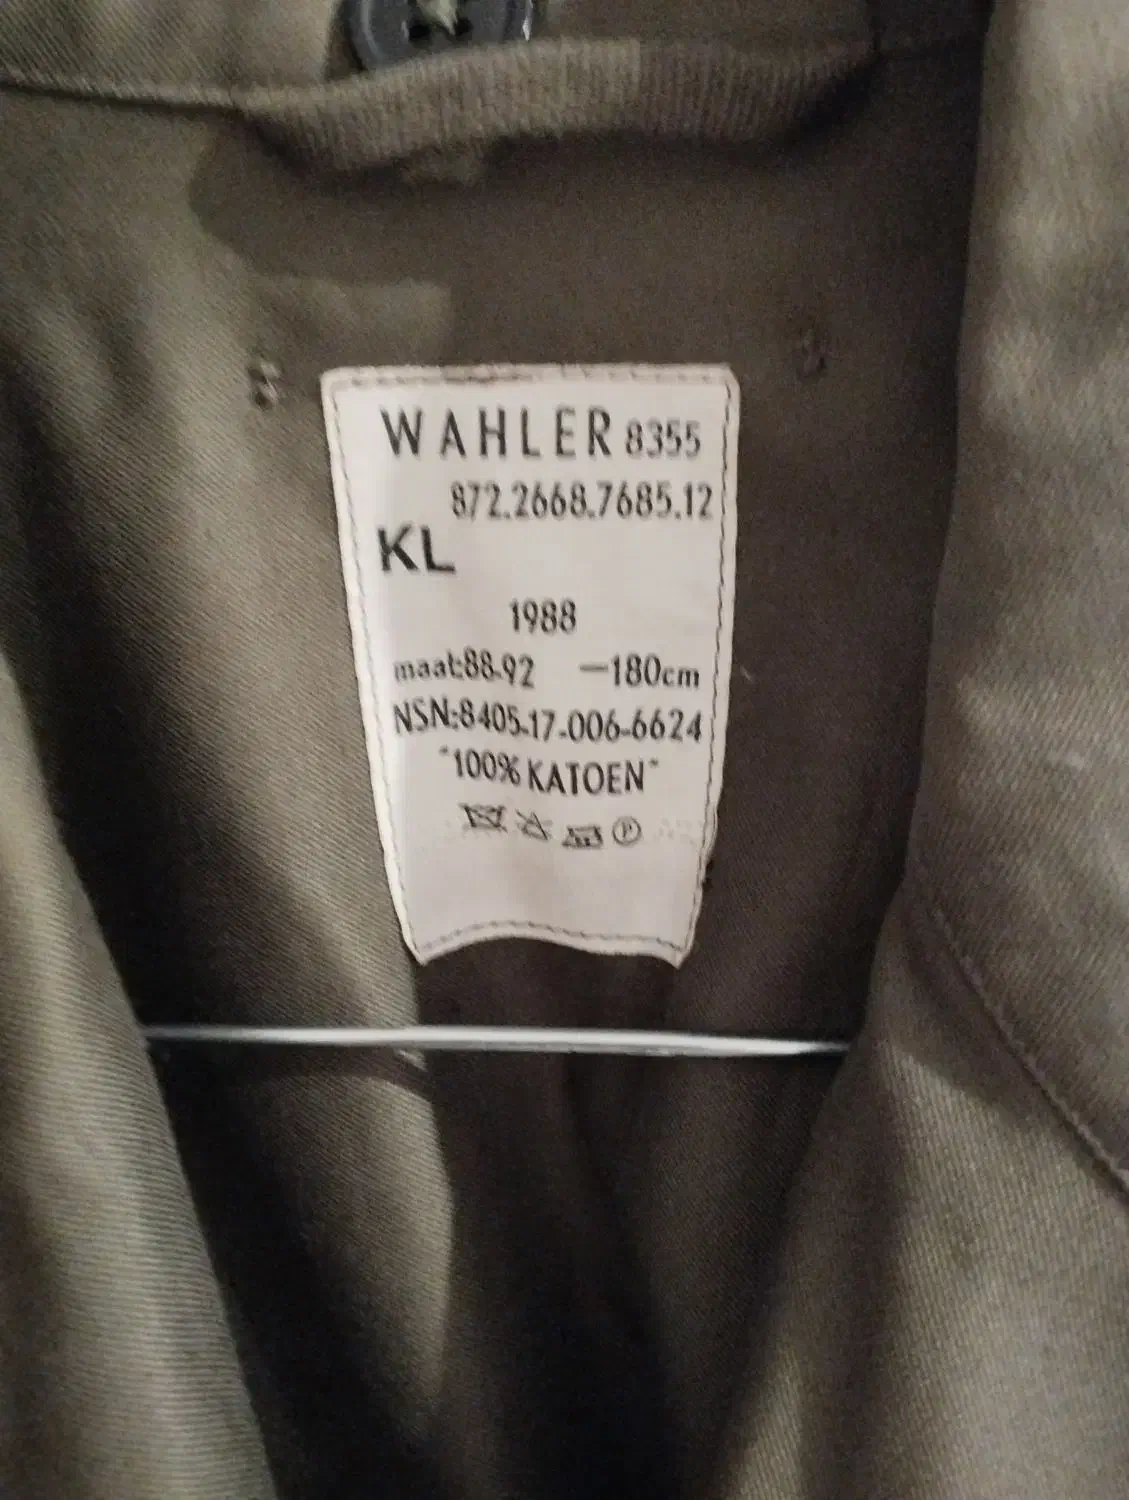 WAHLER 8355
872.2668.7685.12
KL
1988
maat:88-92 —180cm
NSN:8405-17-006-6624
"100% KATOEN"
P